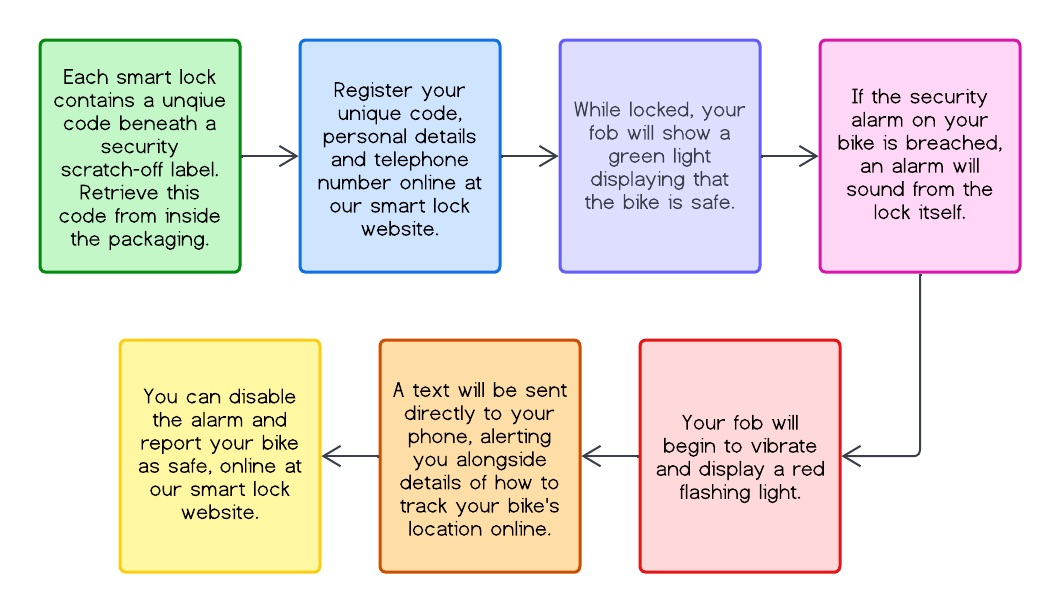 Each smart lock
contains a unqiue
code beneath a
security
scratch-off label.
Retrieve this
code from inside
the packaging.
Register your
unique code,
personal details
and telephone
number online at
our smart lock
website.
While locked, your
fob will show a
green light
displaying that
the bike is safe.
If the security
alarm on your
bike is breached,
an alarm will
sound from the
lock itself.
Your fob will
begin to vibrate
and display a red
flashing light.
A text will be sent
directly to your
phone, alerting
you alongside
details of how to
track your bike's
location online.
You can disable
the alarm and
report your bike
as safe, online at
our smart lock
website.